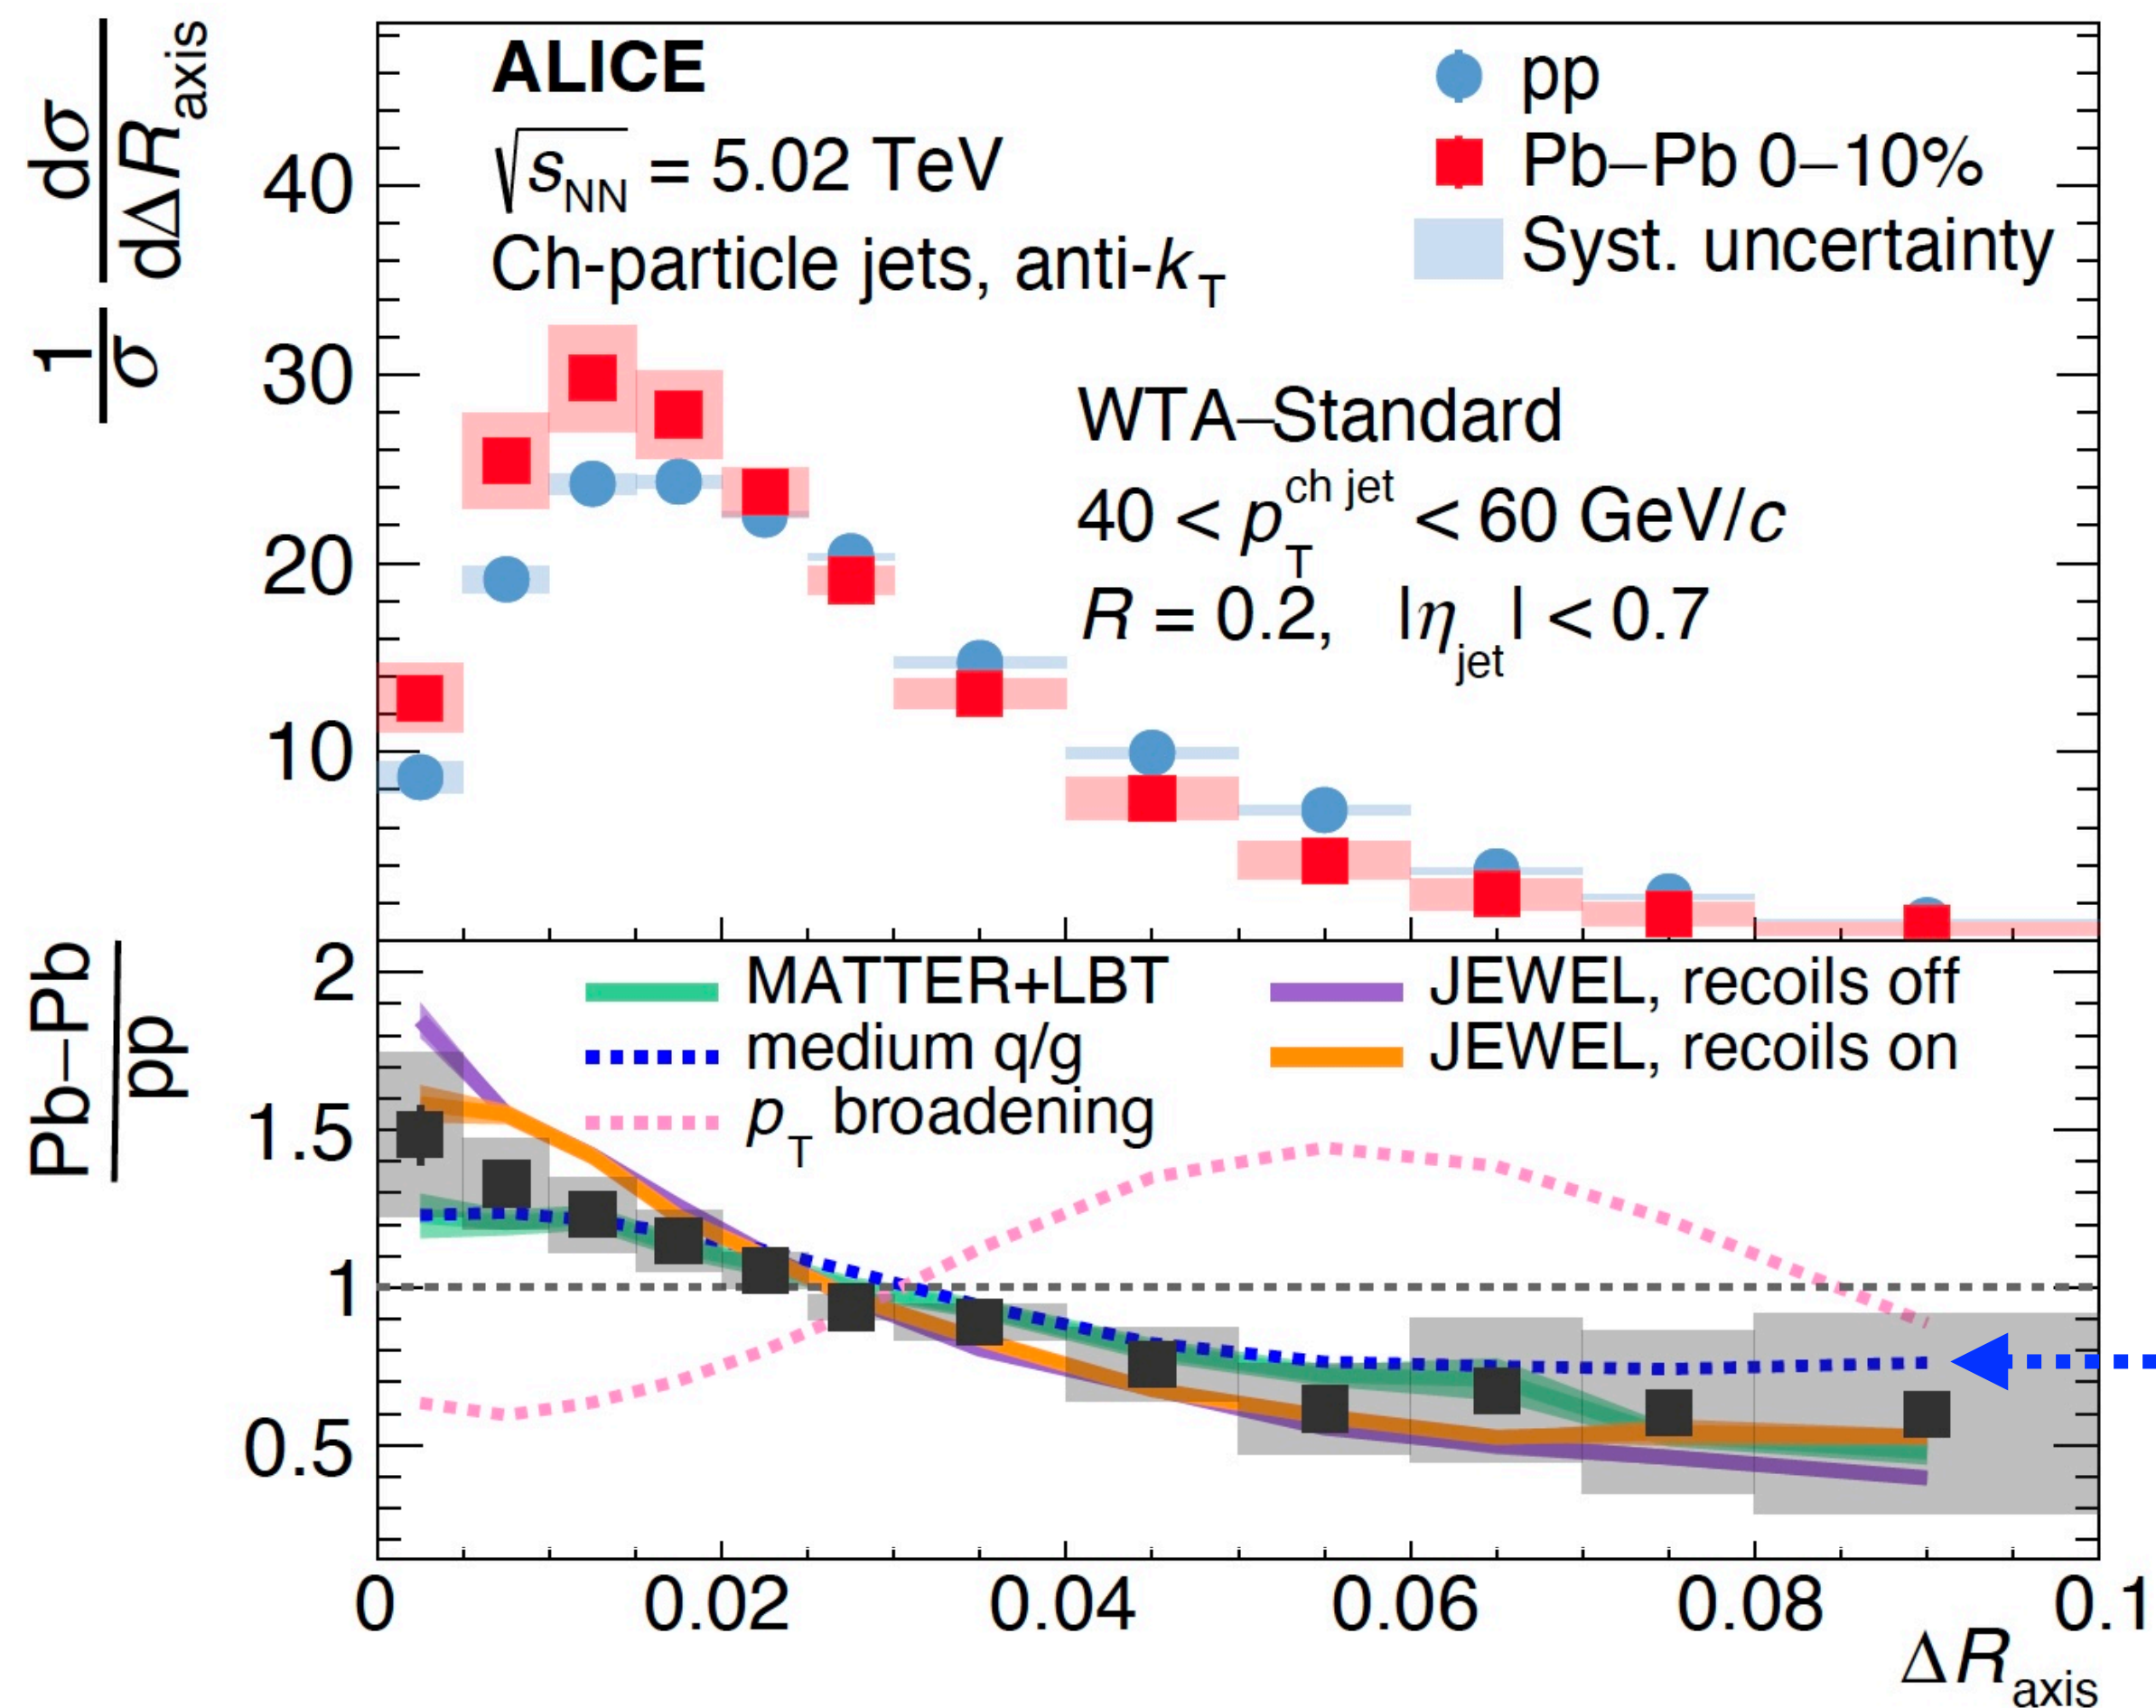 1/σ dσ/dΔR_axis
ALICE
√s_NN = 5.02 TeV
Ch-particle jets, anti-k_T
pp
Pb–Pb 0–10%
Syst. uncertainty
WTA–Standard
40 < p_T^ch jet < 60 GeV/c
R = 0.2, |η_jet| < 0.7
40
30
20
10
Pb–Pb/pp
MATTER+LBT
medium q/g
p_T broadening
JEWEL, recoils off
JEWEL, recoils on
2
1.5
1
0.5
0 0.02 0.04 0.06 0.08 0.1
ΔR_axis